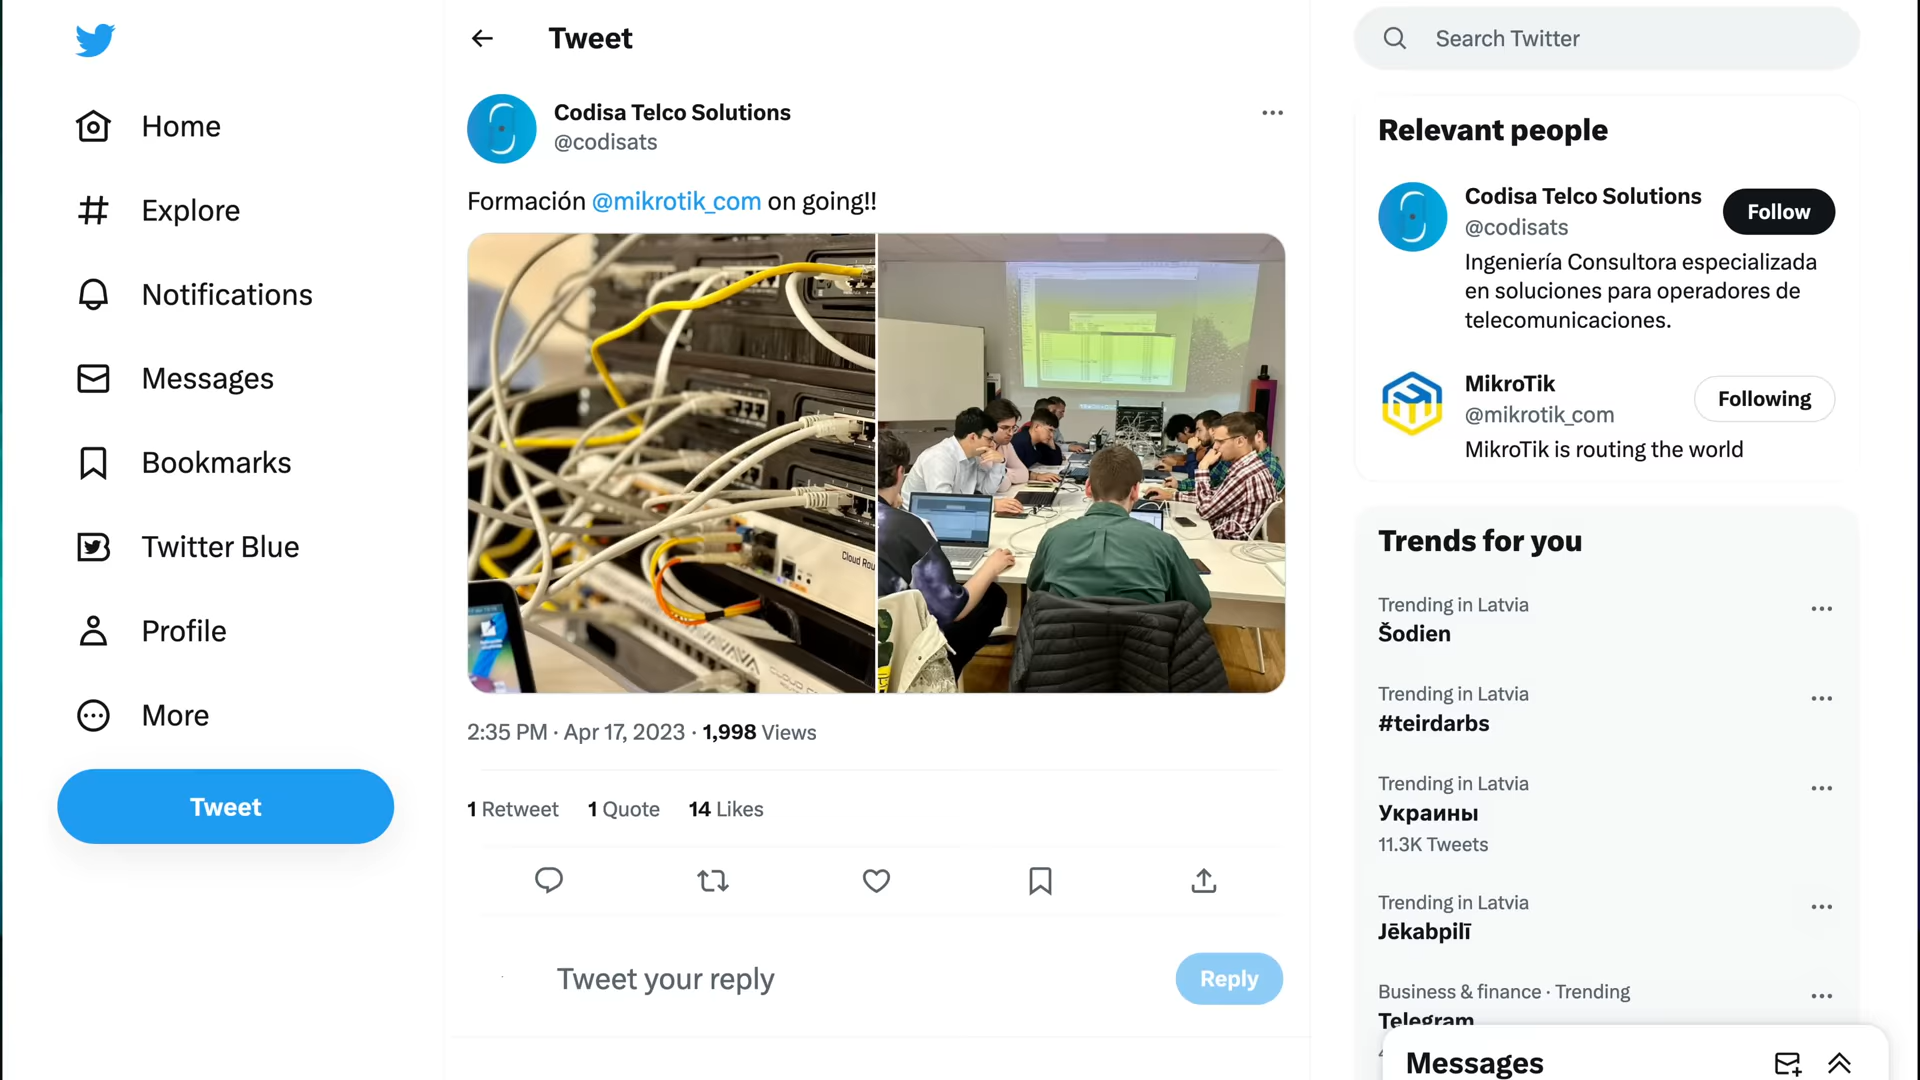 Home
Explore
Notifications
Messages
Bookmarks
Twitter Blue
Profile
More
Tweet
Tweet
Codisa Telco Solutions
@codisats
Formación @mikrotik_com on going!!
Cloud Rou
2:35 PM · Apr 17, 2023 · 1,998 Views
1 Retweet 1 Quote 14 Likes
Tweet your reply
Reply
Search Twitter
Relevant people
Codisa Telco Solutions
@codisats
Follow
Ingeniería Consultora especializada
en soluciones para operadores de
telecomunicaciones.
MikroTik
@mikrotik_com
Following
MikroTik is routing the world
Trends for you
Trending in Latvia
Šodien
Trending in Latvia
#teirdarbs
Trending in Latvia
Украины
11.3K Tweets
Trending in Latvia
Jēkabpilī
Business & finance · Trending
Telegram
Messages